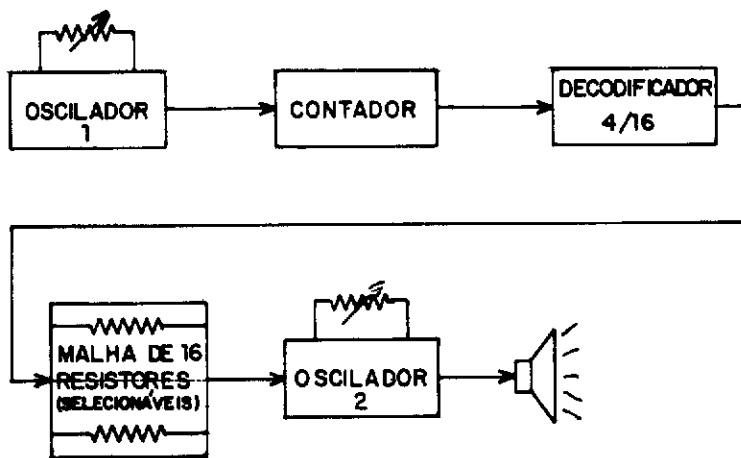 OSCILADOR
1
CONTADOR
DECODIFICADOR
4/16
MALHA DE 16
RESISTORES
(SELECIONÁVEIS)
OSCILADOR
2